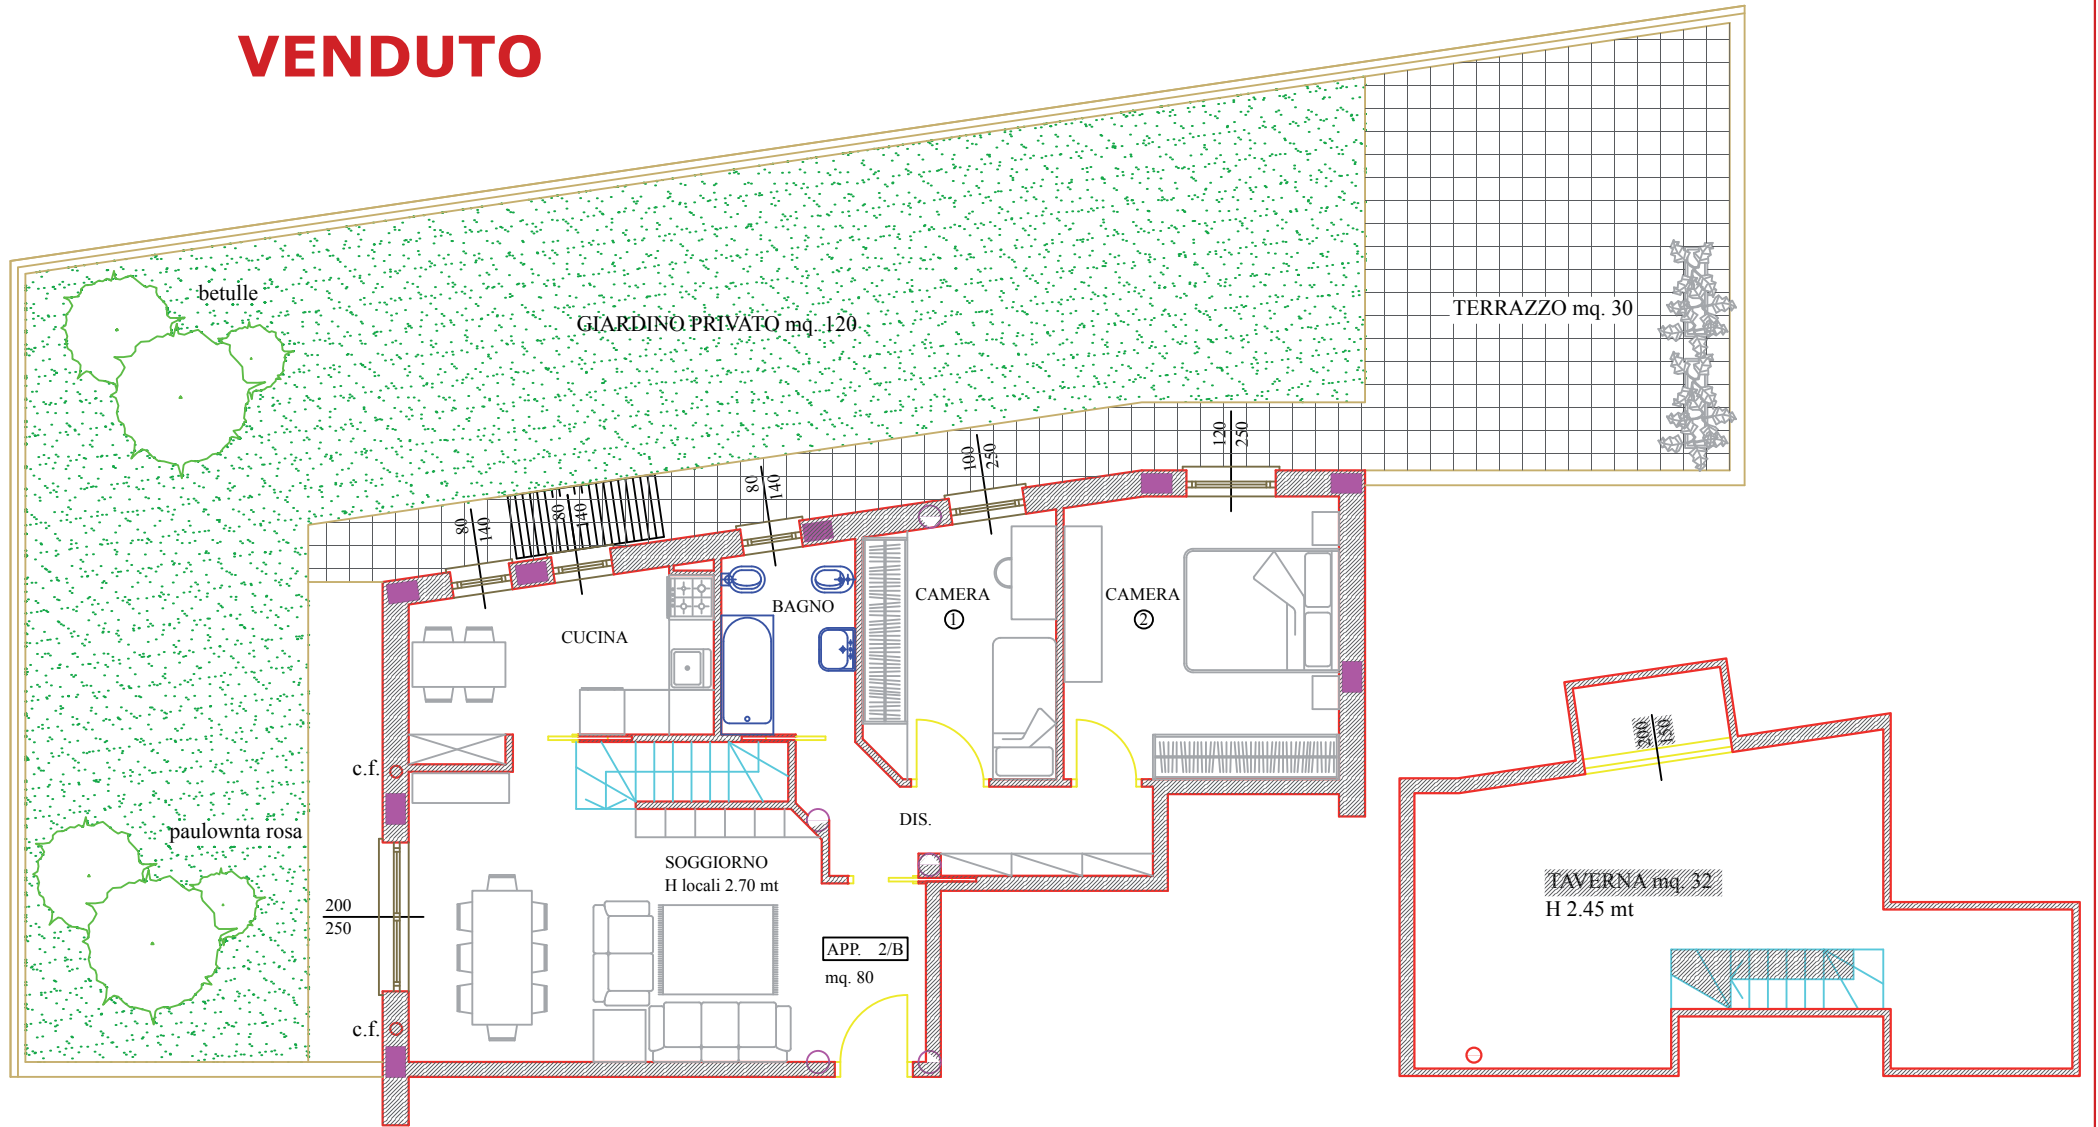 VENDUTO
betulle
GIARDINO PRIVATO mq. 120
TERRAZZO mq. 30
120
250
100
250
80
140
80
140
80
140
BAGNO
CAMERA
1
CAMERA
2
CUCINA
200
150
c.f.
DIS.
paulownta rosa
SOGGIORNO
H locali 2.70 mt
TAVERNA mq. 32
H 2.45 mt
200
250
APP. 2/B
mq. 80
c.f.